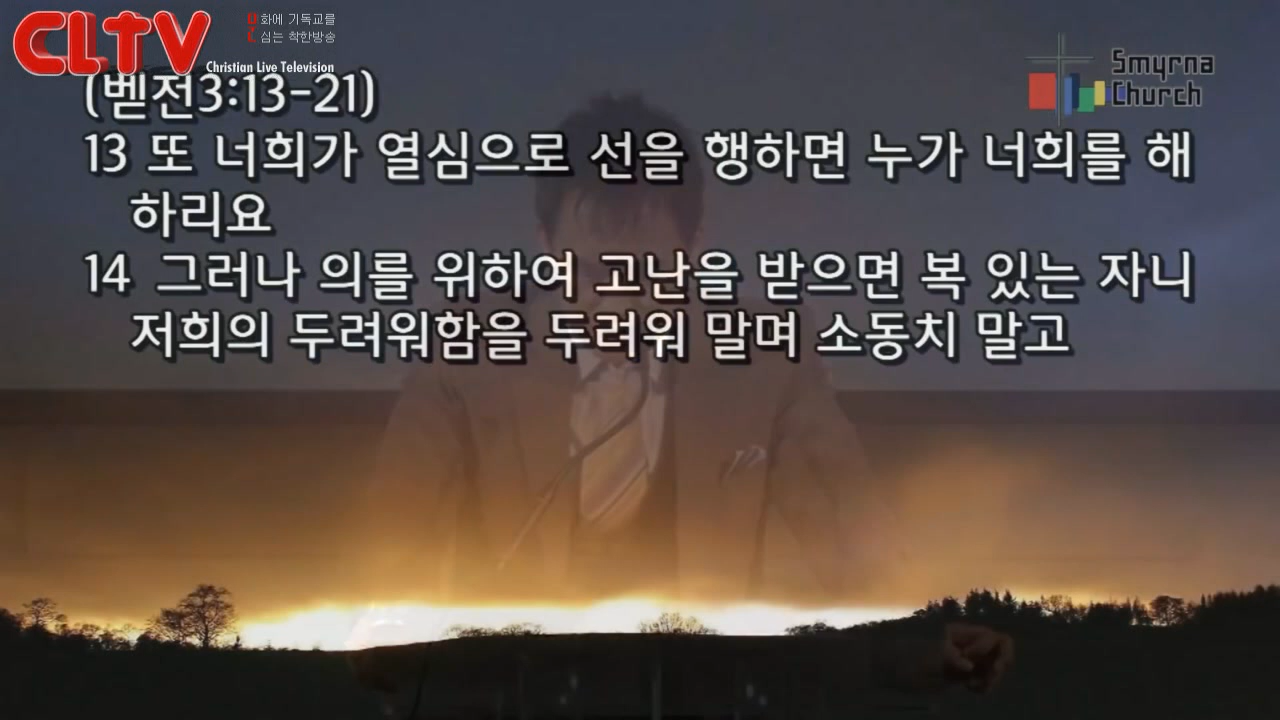 CLTV
화에 기독교를
심는 착한방송
Christian Live Television
Smyrna
Church
(벧전3:13-21)
13 또 너희가 열심으로 선을 행하면 누가 너희를 해
하리요
14 그러나 의를 위하여 고난을 받으면 복 있는 자니
저희의 두려워함을 두려워 말며 소동치 말고